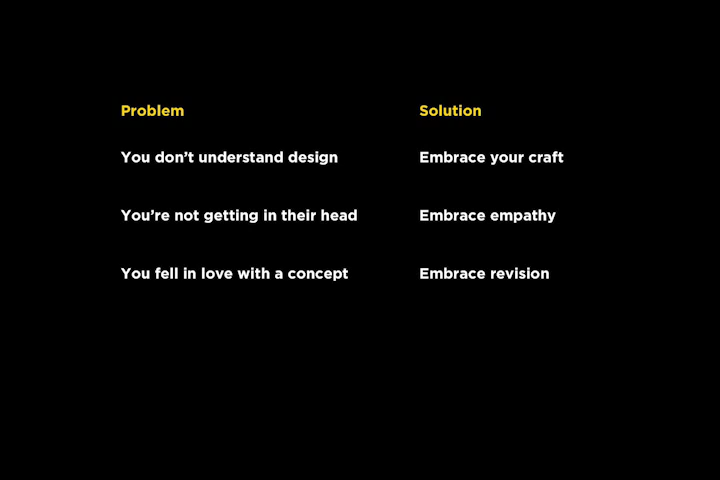 Problem Solution
You don’t understand design Embrace your craft
You’re not getting in their head Embrace empathy
You fell in love with a concept Embrace revision